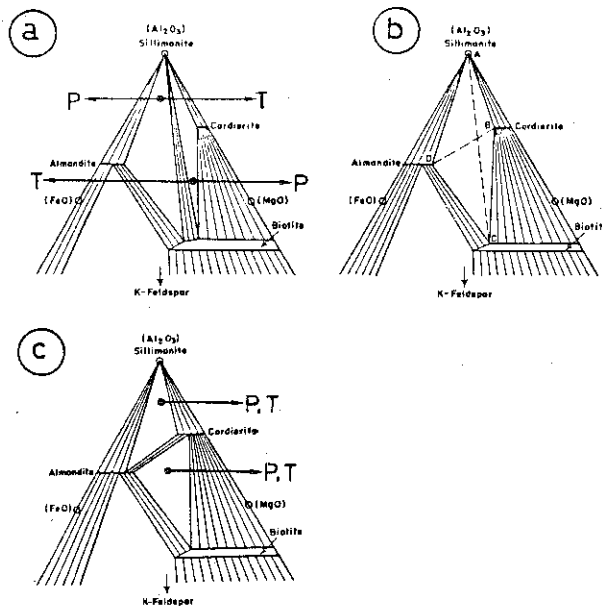 a
(Al₂O₃)
Sillimanite
P
T
Cordierite
Almandite
T
P
(FeO)
(MgO)
Biotite
K-Feldspar
b
(Al₂O₃)
Sillimanite
A
B
Cordierite
Almandite
D
(FeO)
(MgO)
Biotite
C
K-Feldspar
c
(Al₂O₃)
Sillimanite
P,T
Cordierite
Almandite
P,T
(FeO)
(MgO)
Biotite
K-Feldspar